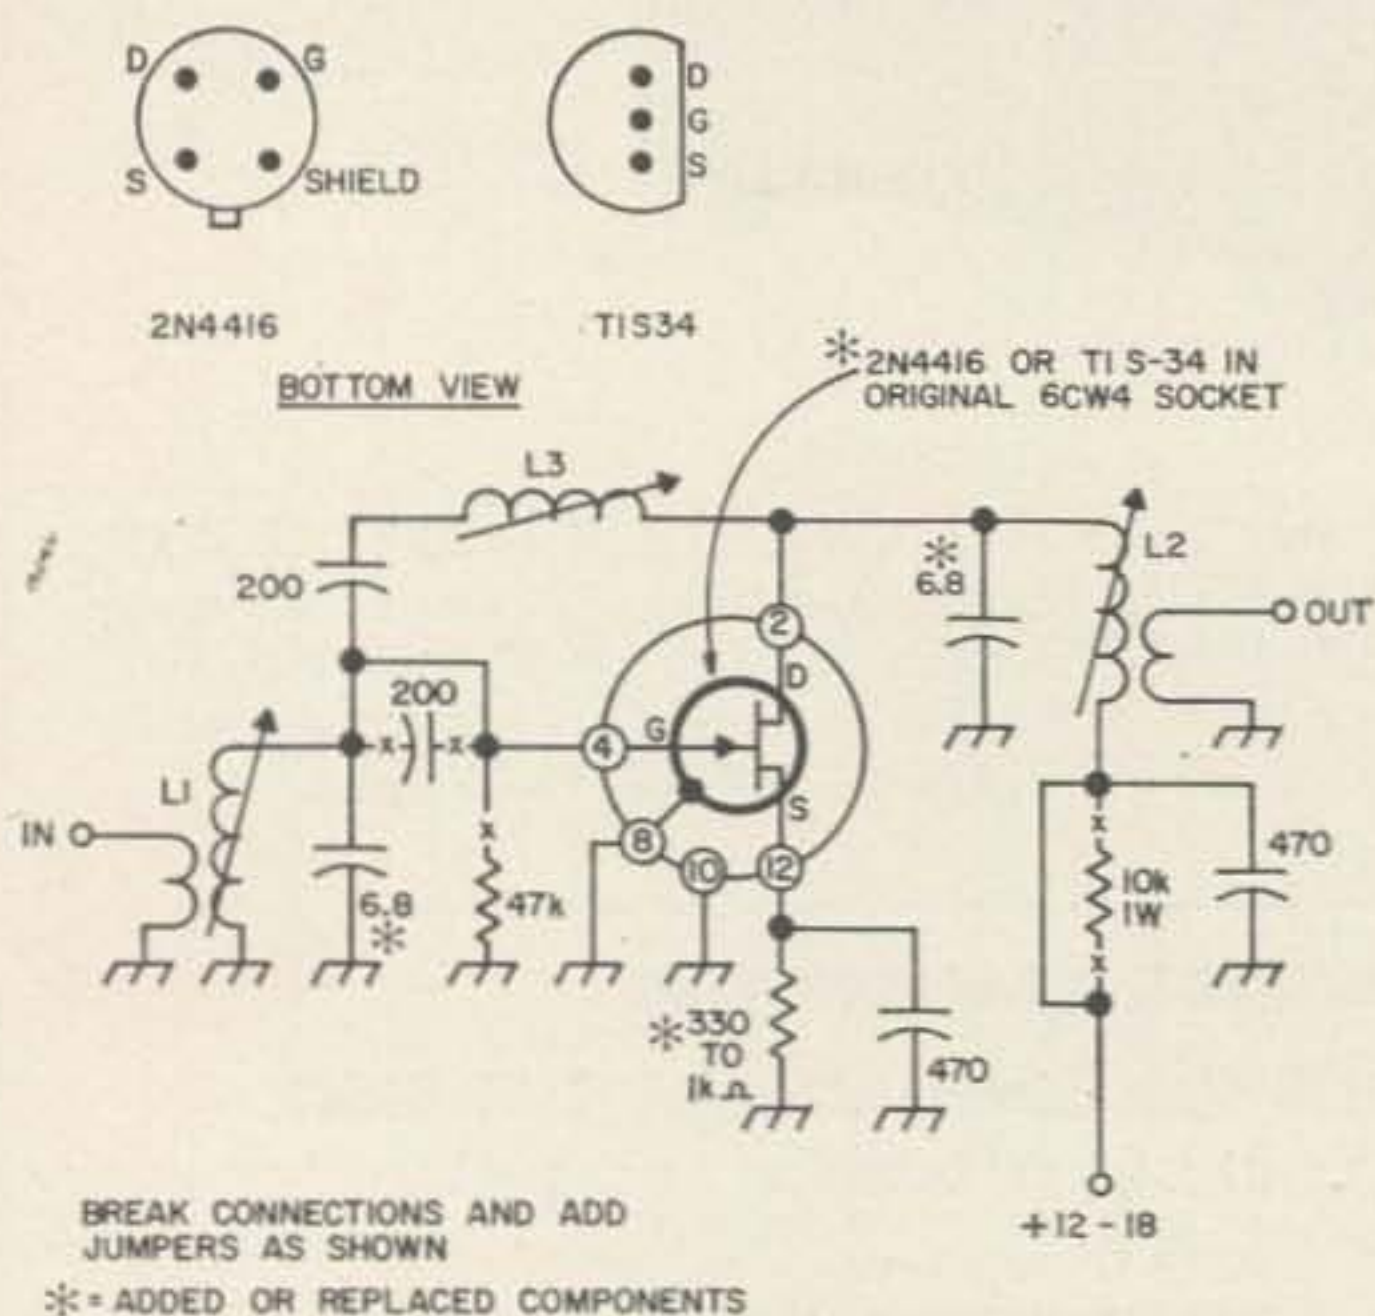 D G
S SHIELD
2N4416
D
G
S
TIS34
BOTTOM VIEW
* 2N4416 OR TI S-34 IN
ORIGINAL 6CW4 SOCKET
L3
200
L2
* 6.8
OUT
2
D
200
4
G
L1
IN
S
8
10
12
6.8
*
47k
470
10k
1W
* 330
TO
1kΩ
470
+12-18
BREAK CONNECTIONS AND ADD
JUMPERS AS SHOWN
* = ADDED OR REPLACED COMPONENTS